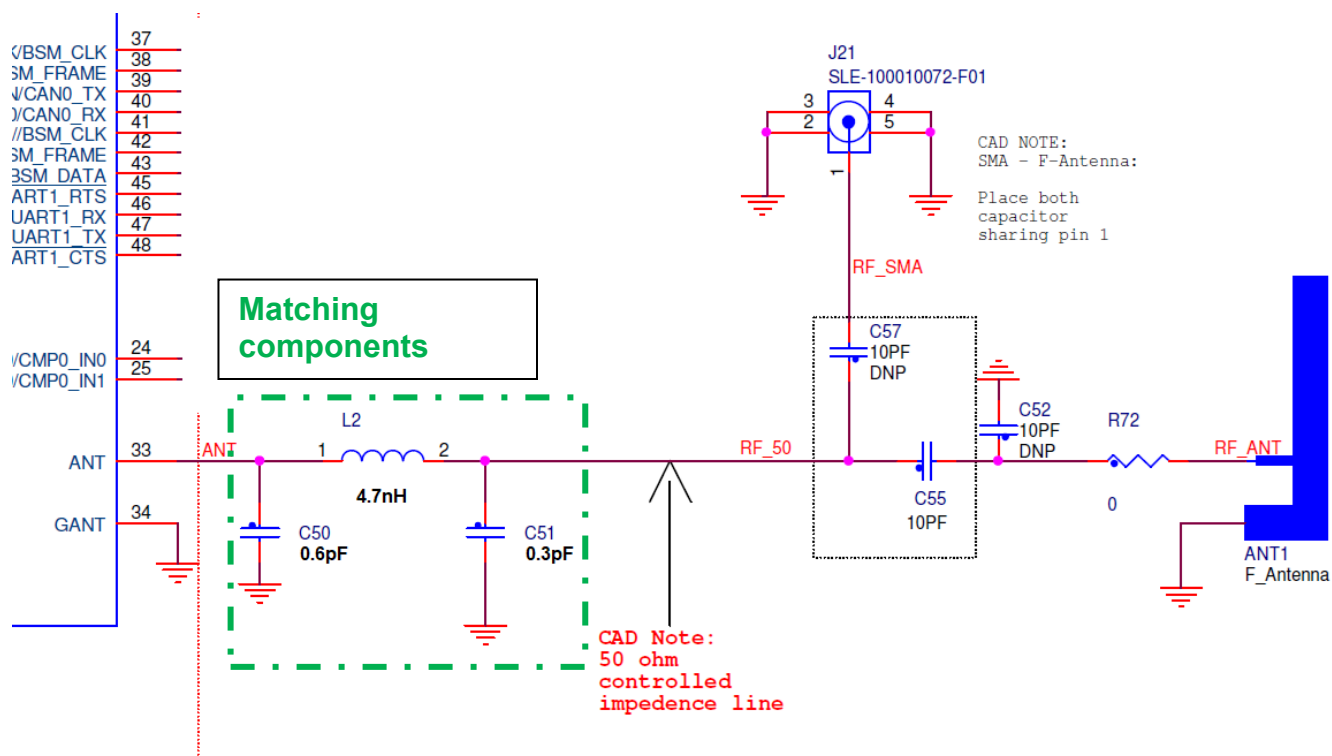 37
/BSM_CLK
38
SM_FRAME
39
/CAN0_TX
40
/CAN0_RX
41
/BSM_CLK
42
SM_FRAME
43
BSM_DATA
45
ART1_RTS
46
UART1_RX
47
UART1_TX
48
ART1_CTS
24
/CMP0_IN0
25
/CMP0_IN1
ANT
33
GANT
34
Matching
components
ANT
L2
1
2
4.7nH
C50
0.6pF
C51
0.3pF
CAD Note:
50 ohm
controlled
impedence line
RF_50
J21
SLE-100010072-F01
3
2
4
5
1
CAD NOTE:
SMA - F-Antenna:
Place both
capacitor
sharing pin 1
RF_SMA
C57
10PF
DNP
C55
10PF
C52
10PF
DNP
R72
0
RF_ANT
ANT1
F_Antenna